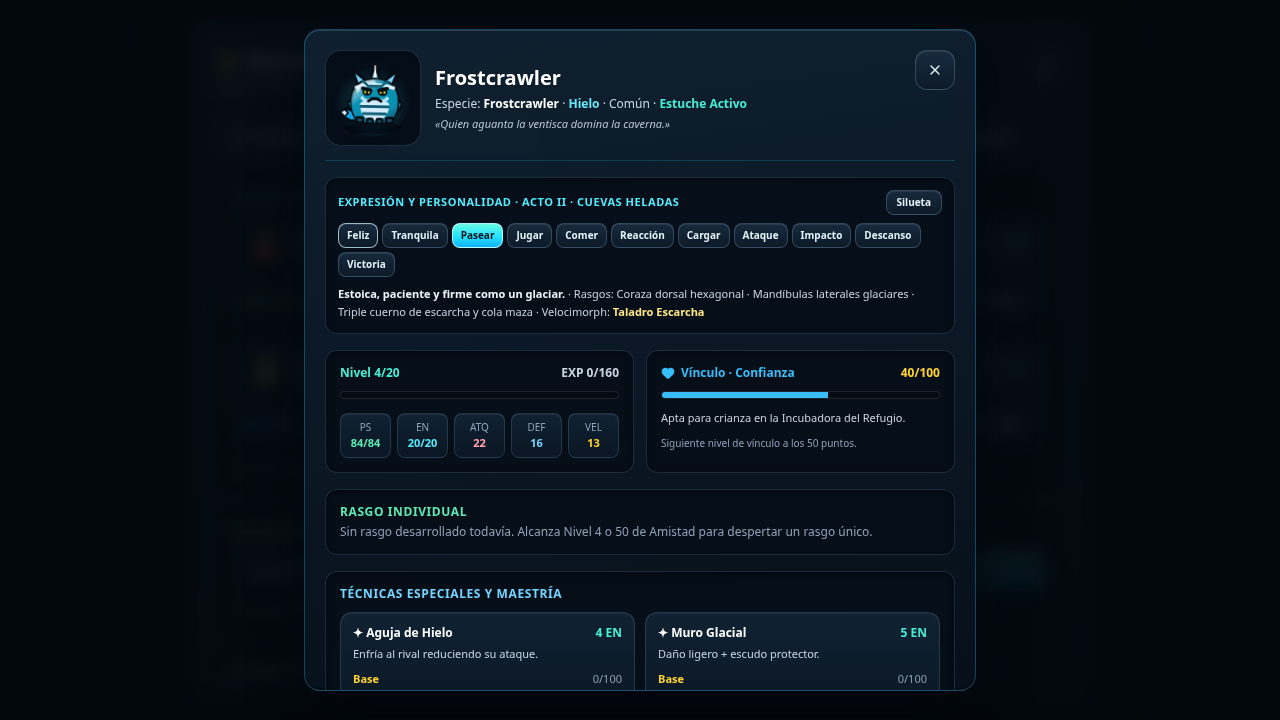 Frostcrawler
Especie: Frostcrawler · Hielo · Común · Estuche Activo
«Quien aguanta la ventisca domina la caverna.»
EXPRESIÓN Y PERSONALIDAD · ACTO II · CUEVAS HELADAS
Silueta
Feliz Tranquila Pasear Jugar Comer Reacción Cargar Ataque Impacto Descanso
Victoria
Estoica, paciente y firme como un glaciar. · Rasgos: Coraza dorsal hexagonal · Mandíbulas laterales glaciares ·
Triple cuerno de escarcha y cola maza · Velocimorph: Taladro Escarcha
Nivel 4/20 EXP 0/160
PS EN ATQ DEF VEL
84/84 20/20 22 16 13
Vínculo · Confianza 40/100
Apta para crianza en la Incubadora del Refugio.
Siguiente nivel de vínculo a los 50 puntos.
RASGO INDIVIDUAL
Sin rasgo desarrollado todavía. Alcanza Nivel 4 o 50 de Amistad para despertar un rasgo único.
TÉCNICAS ESPECIALES Y MAESTRÍA
✦ Aguja de Hielo 4 EN
Enfría al rival reduciendo su ataque.
Base 0/100
✦ Muro Glacial 5 EN
Daño ligero + escudo protector.
Base 0/100